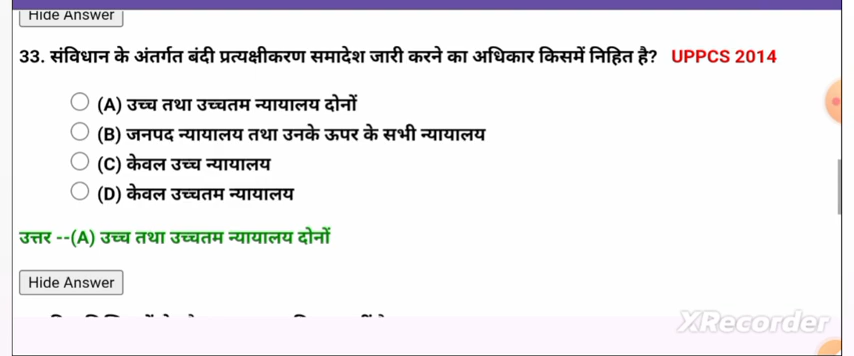 Hide Answer
33. संविधान के अंतर्गत बंदी प्रत्यक्षीकरण समादेश जारी करने का अधिकार किसमें निहित है? UPPCS 2014
(A) उच्च तथा उच्चतम न्यायालय दोनों
(B) जनपद न्यायालय तथा उनके ऊपर के सभी न्यायालय
(C) केवल उच्च न्यायालय
(D) केवल उच्चतम न्यायालय
उत्तर --(A) उच्च तथा उच्चतम न्यायालय दोनों
Hide Answer
XRecorder